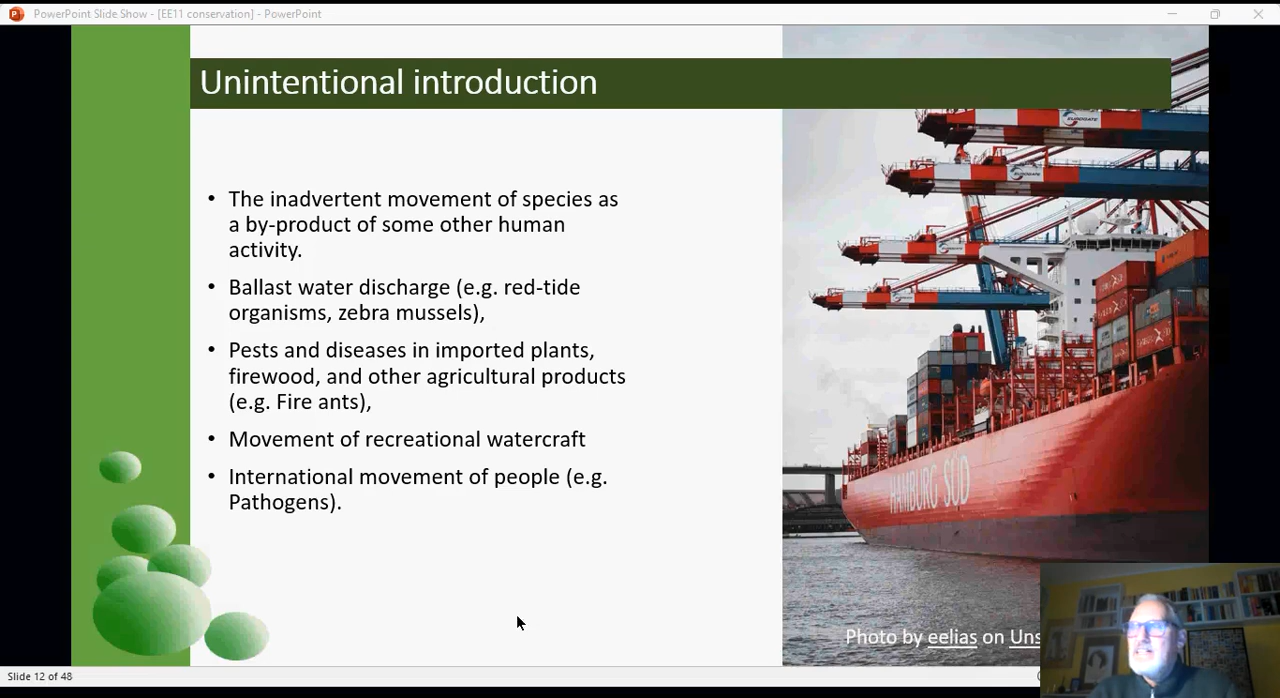 PowerPoint Slide Show - [EE11 conservation] - PowerPoint
Unintentional introduction
• The inadvertent movement of species as
a by-product of some other human
activity.
• Ballast water discharge (e.g. red-tide
organisms, zebra mussels),
• Pests and diseases in imported plants,
firewood, and other agricultural products
(e.g. Fire ants),
• Movement of recreational watercraft
• International movement of people (e.g.
Pathogens).
EUROGATE
EUROGATE
HAMBURG SÜD
Photo by eelias on Uns
Slide 12 of 48